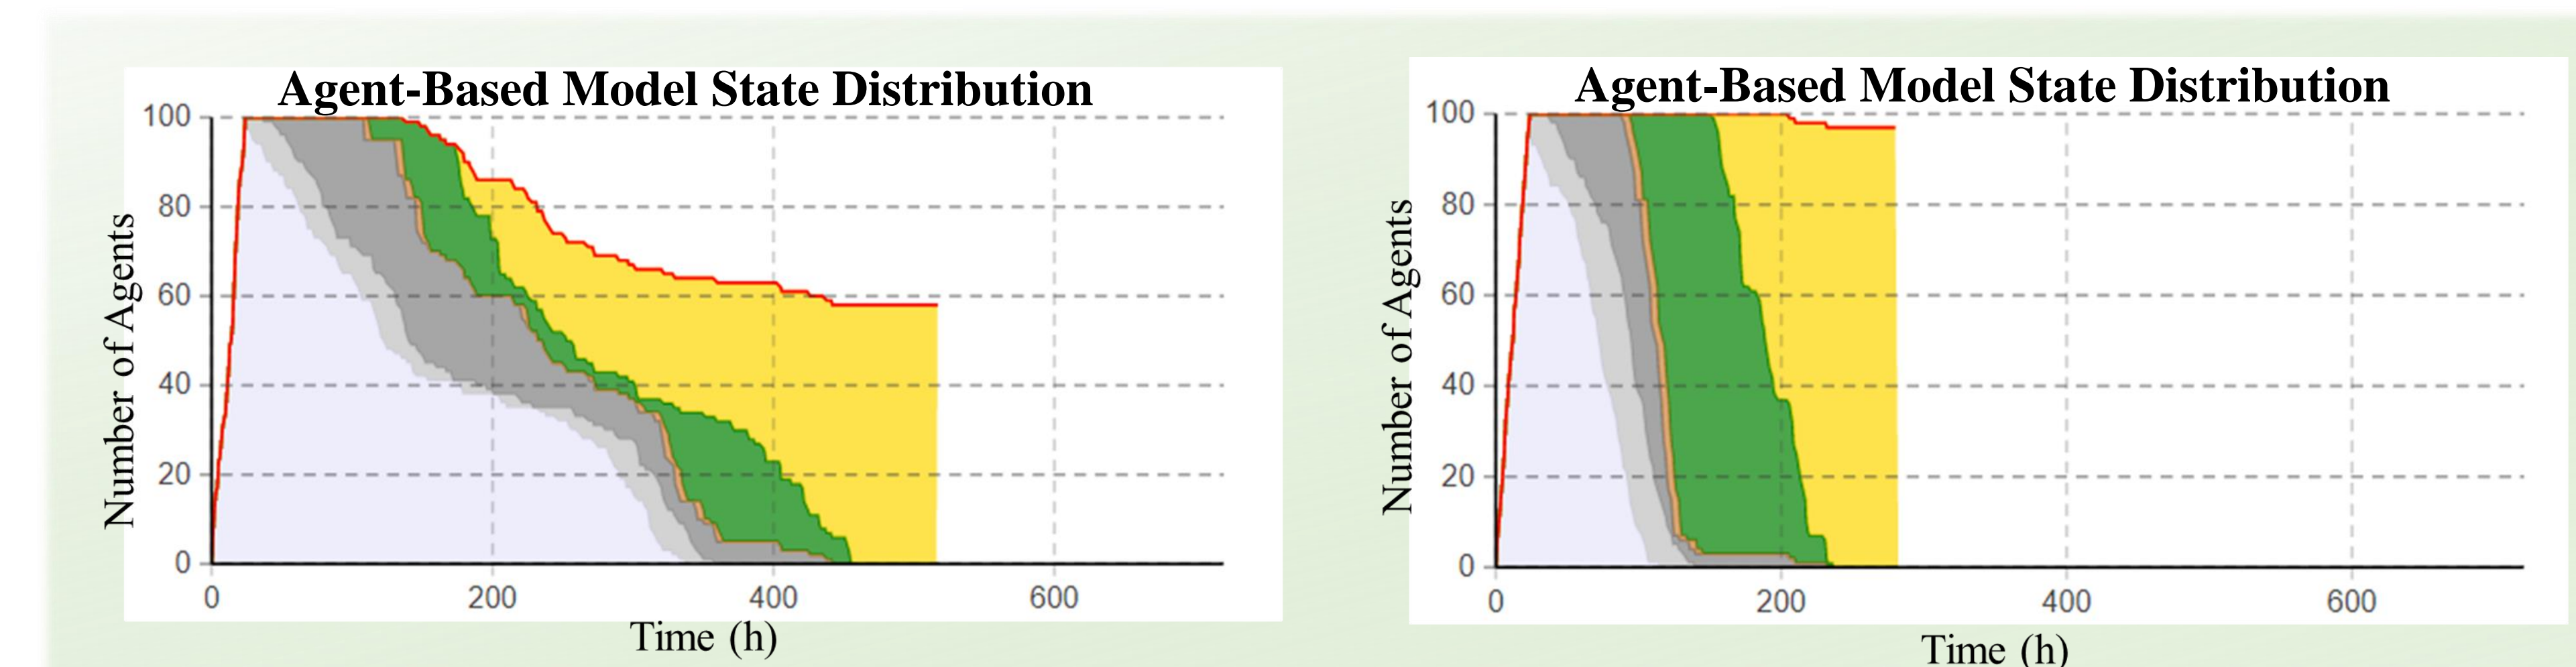 Agent-Based Model State Distribution
100
80
60
40
20
0
Number of Agents
0 200 400 600
Time (h)
Agent-Based Model State Distribution
100
80
60
40
20
0
Number of Agents
0 200 400 600
Time (h)